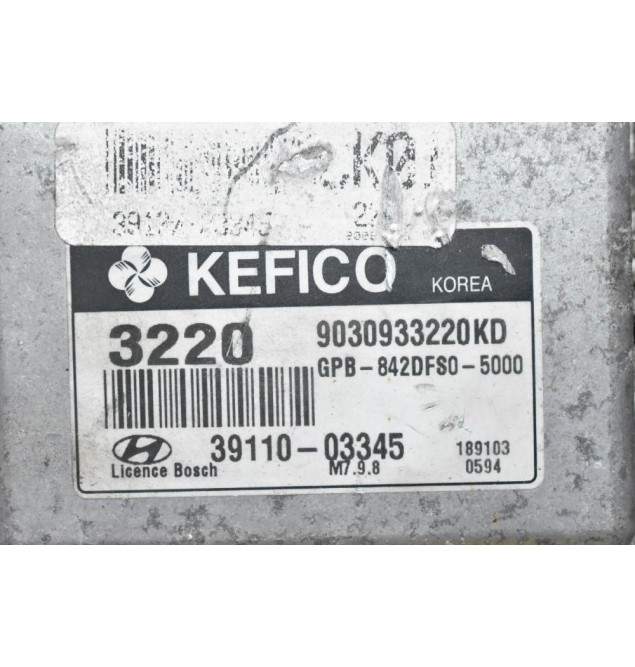 KEFICO KOREA
3220 9030933220KD
GPB-842DFS0-5000
39110-03345 189103
Licence Bosch M7.9.8 0594